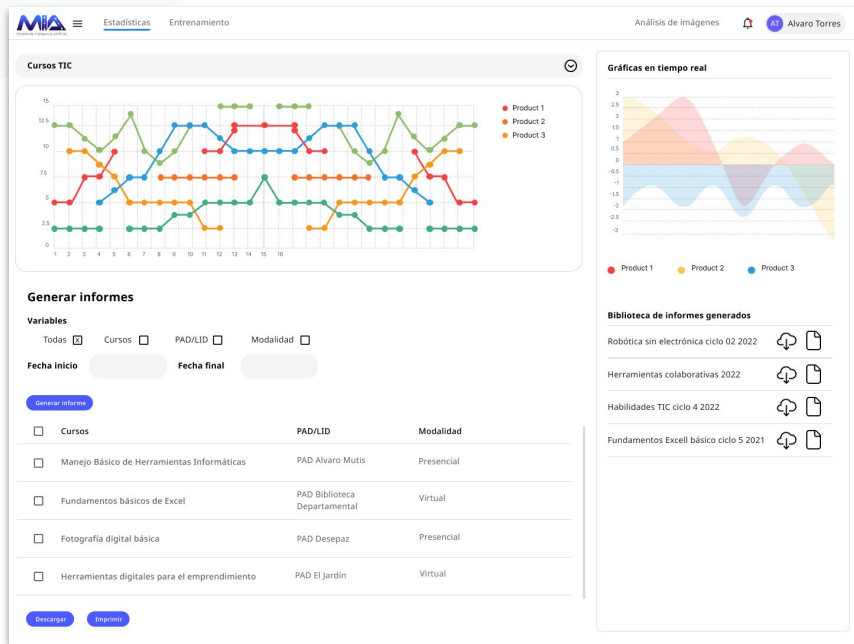 MiA
Modelo de Inteligencia Artificial
Estadísticas
Entrenamiento
Análisis de imágenes
AT
Alvaro Torres
Cursos TIC
15
12.5
10
7.5
5
2.5
0
1 2 3 4 5 6 7 8 9 10 11 12 13 14 15 16
Product 1
Product 2
Product 3
Generar informes
Variables
Todas X Cursos PAD/LID Modalidad
Fecha inicio Fecha final
Generar informe
Cursos PAD/LID Modalidad
Manejo Básico de Herramientas Informáticas PAD Alvaro Mutis Presencial
Fundamentos básicos de Excel PAD Biblioteca Departamental Virtual
Fotografía digital básica PAD Desepaz Presencial
Herramientas digitales para el emprendimiento PAD El Jardín Virtual
Descargar Imprimir
Gráficas en tiempo real
3
2.5
2
1.5
0.5
0
-0.5
-1
-1.5
-2
-2.5
-3
Product 1 Product 2 Product 3
Biblioteca de informes generados
Robótica sin electrónica ciclo 02 2022
Herramientas colaborativas 2022
Habilidades TIC ciclo 4 2022
Fundamentos Excell básico ciclo 5 2021